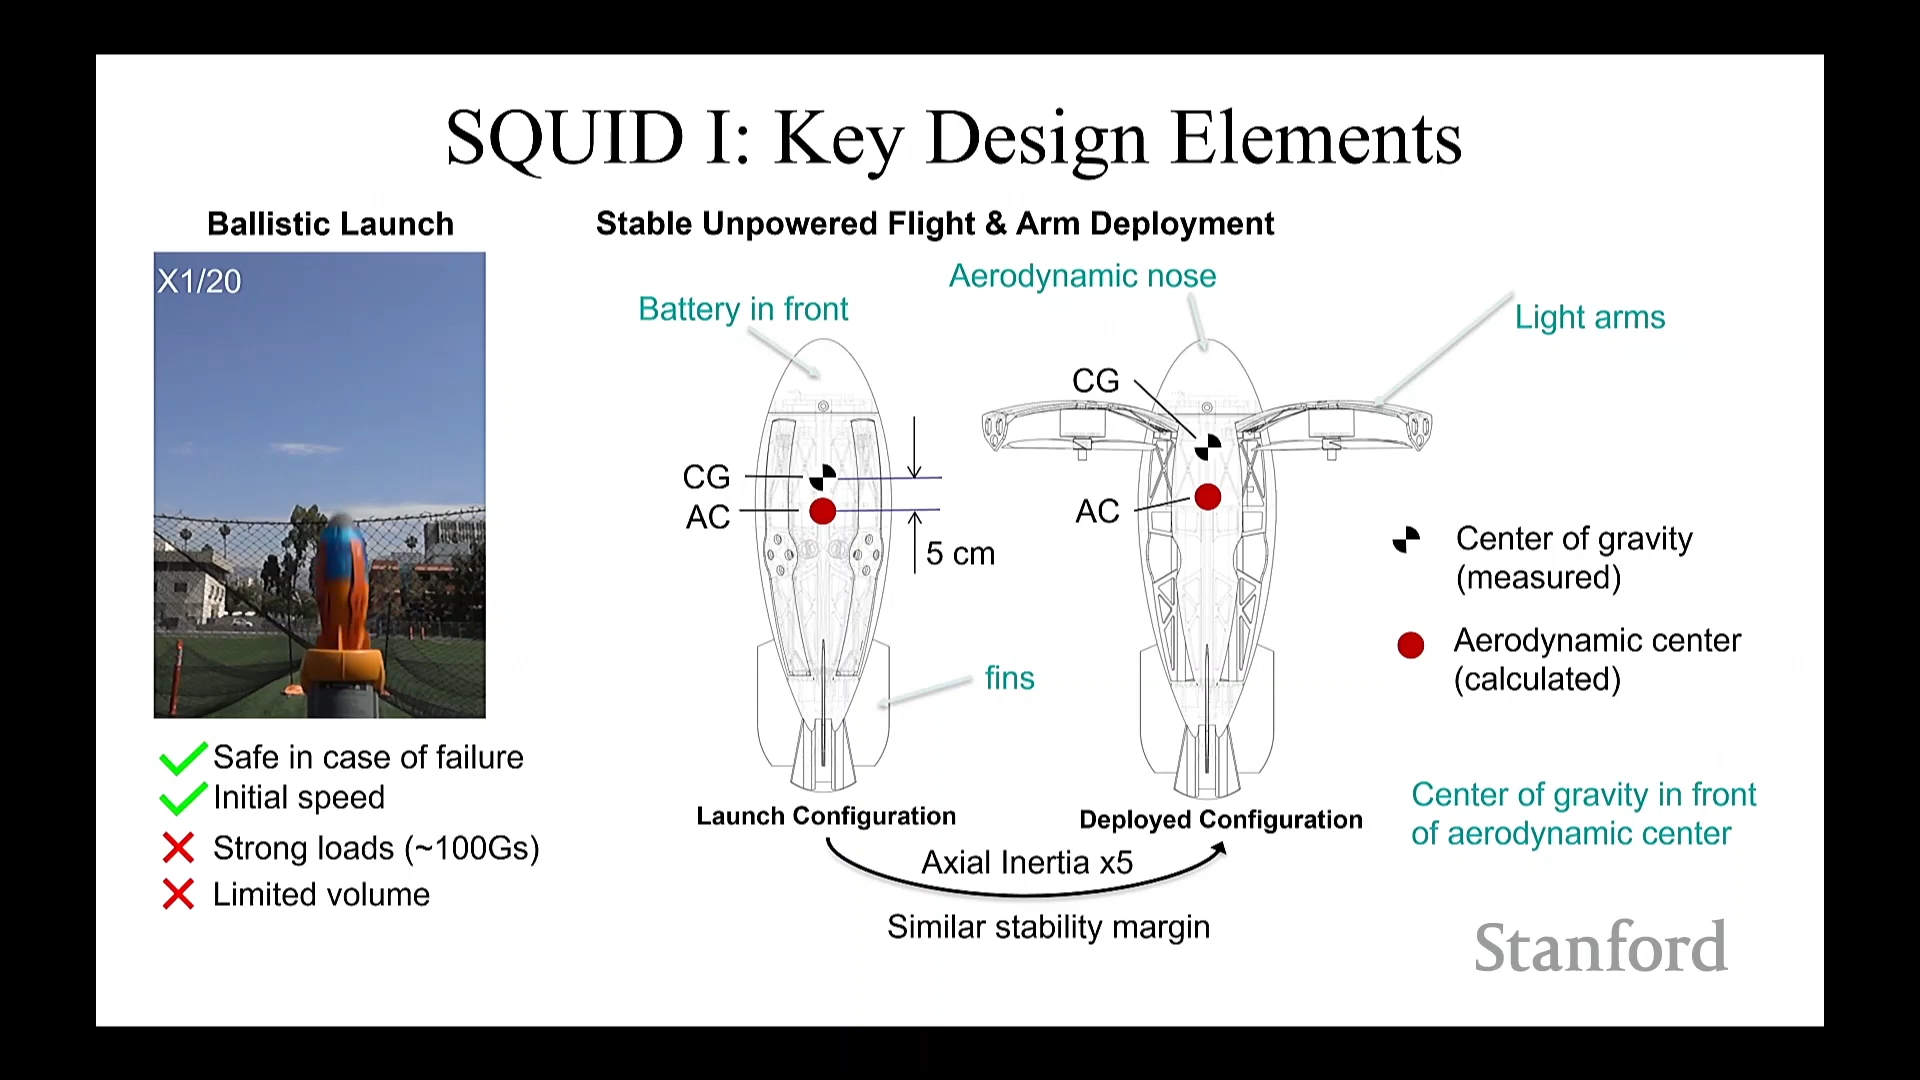 SQUID I: Key Design Elements
Ballistic Launch
X1/20
Safe in case of failure
Initial speed
Strong loads (~100Gs)
Limited volume
Stable Unpowered Flight & Arm Deployment
Battery in front
Aerodynamic nose
Light arms
CG
AC
5 cm
fins
CG
AC
Launch Configuration
Deployed Configuration
Axial Inertia x5
Similar stability margin
Center of gravity
(measured)
Aerodynamic center
(calculated)
Center of gravity in front
of aerodynamic center
Stanford